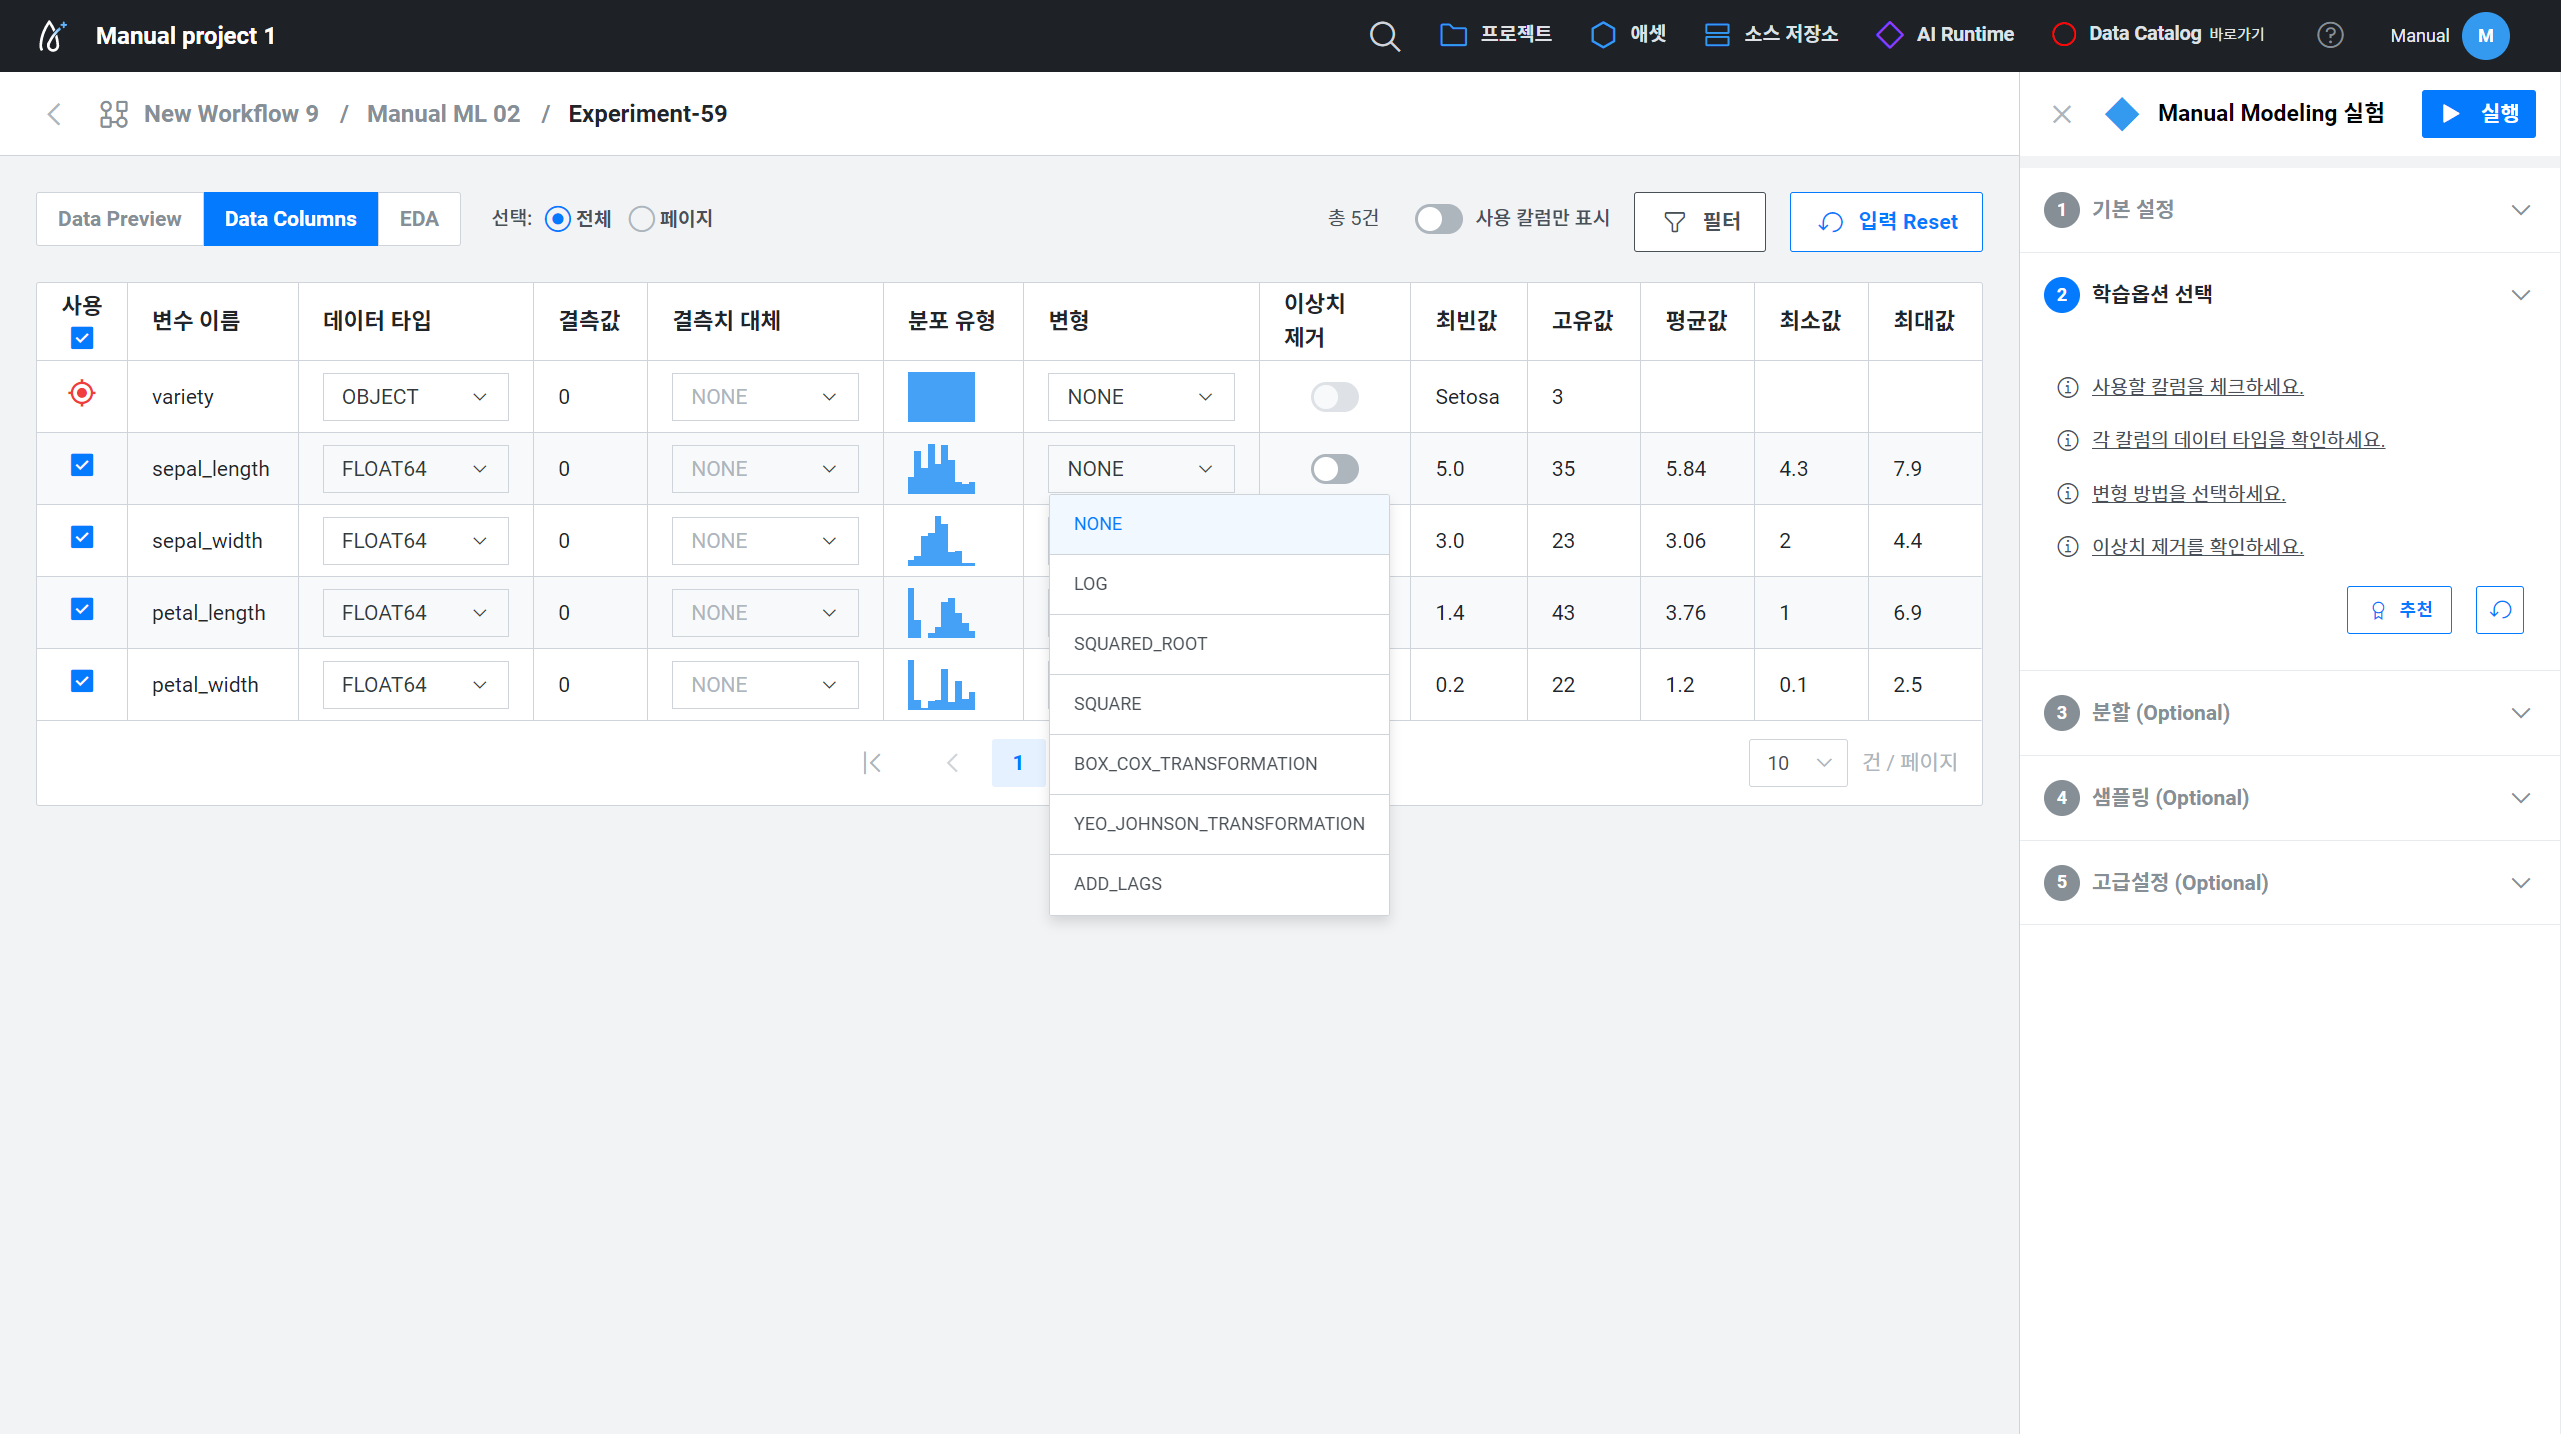 Manual project 1
프로젝트
애셋
소스 저장소
AI Runtime
Data Catalog 바로가기
Manual
M
New Workflow 9 / Manual ML 02 / Experiment-59
Data Preview
Data Columns
EDA
선택: 전체 페이지
총 5건
사용 칼럼만 표시
필터
입력 Reset
사용 변수 이름 데이터 타입 결측값 결측치 대체 분포 유형 변형 이상치 제거 최빈값 고유값 평균값 최소값 최대값
variety OBJECT 0 NONE NONE Setosa 3
sepal_length FLOAT64 0 NONE NONE 5.0 35 5.84 4.3 7.9
sepal_width FLOAT64 0 NONE 3.0 23 3.06 2 4.4
petal_length FLOAT64 0 NONE 1.4 43 3.76 1 6.9
petal_width FLOAT64 0 NONE 0.2 22 1.2 0.1 2.5
NONE
LOG
SQUARED_ROOT
SQUARE
BOX_COX_TRANSFORMATION
YEO_JOHNSON_TRANSFORMATION
ADD_LAGS
1
10 건 / 페이지
Manual Modeling 실험
실행
1 기본 설정
2 학습옵션 선택
사용할 칼럼을 체크하세요.
각 칼럼의 데이터 타입을 확인하세요.
변형 방법을 선택하세요.
이상치 제거를 확인하세요.
추천
3 분할 (Optional)
4 샘플링 (Optional)
5 고급설정 (Optional)